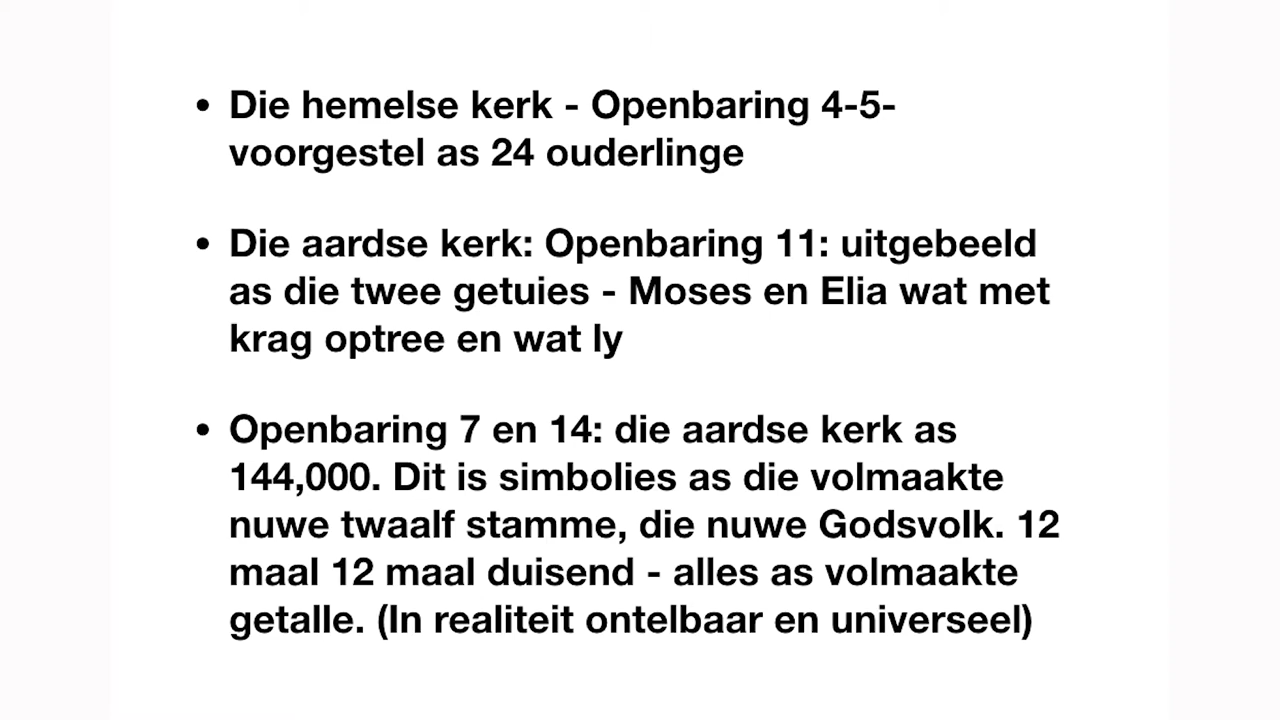 • Die hemelse kerk - Openbaring 4-5-
voorgestel as 24 ouderlinge
• Die aardse kerk: Openbaring 11: uitgebeeld
as die twee getuies - Moses en Elia wat met
krag optree en wat ly
• Openbaring 7 en 14: die aardse kerk as
144,000. Dit is simbolies as die volmaakte
nuwe twaalf stamme, die nuwe Godsvolk. 12
maal 12 maal duisend - alles as volmaakte
getalle. (In realiteit ontelbaar en universeel)